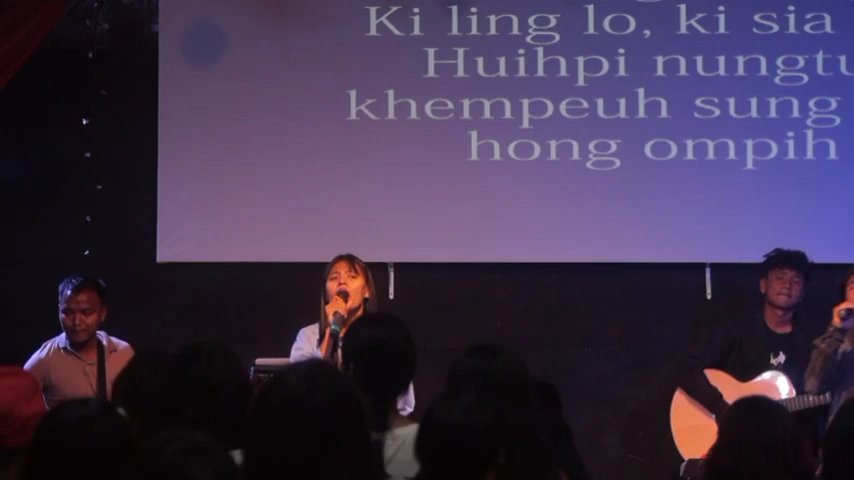 Ki ling lo, ki sia
Huihpi nungtu
khempeuh sung
hong ompih